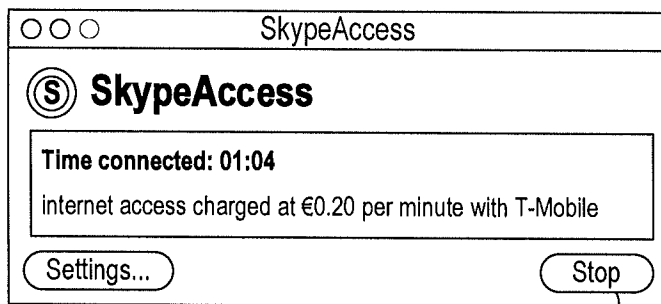 SkypeAccess
S SkypeAccess
Time connected: 01:04
internet access charged at €0.20 per minute with T-Mobile
Settings... Stop